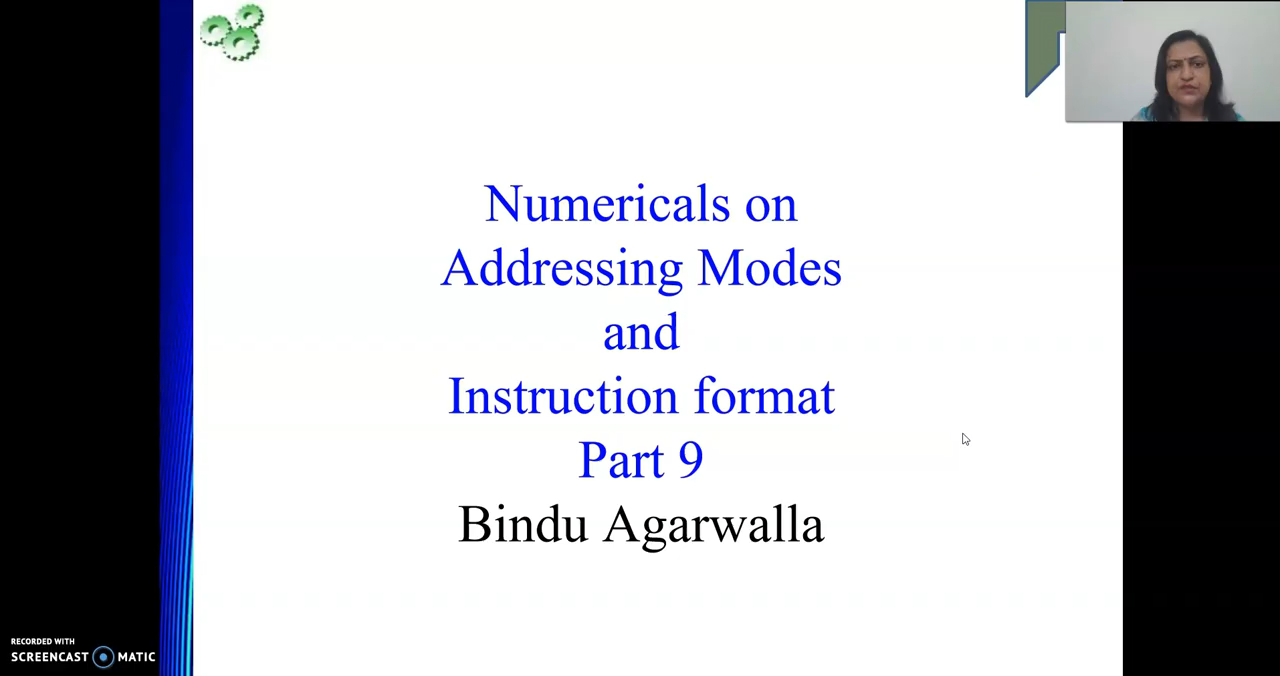 Numericals on
Addressing Modes
and
Instruction format
Part 9
Bindu Agarwalla
RECORDED WITH
SCREENCAST MATIC